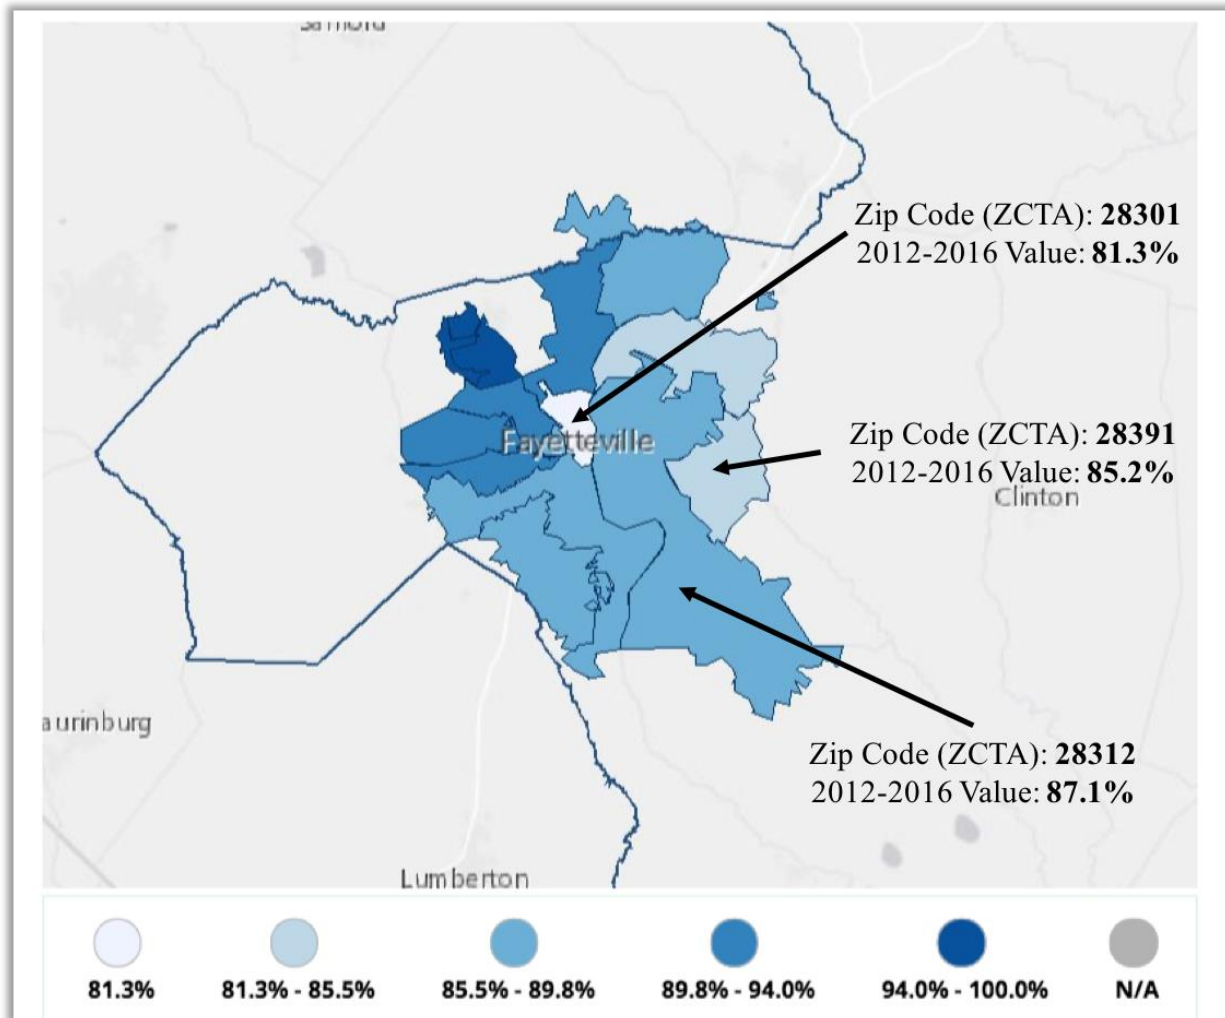 Zip Code (ZCTA): 28301
2012-2016 Value: 81.3%
Fayetteville
Zip Code (ZCTA): 28391
2012-2016 Value: 85.2%
Clinton
aurinburg
Zip Code (ZCTA): 28312
2012-2016 Value: 87.1%
Lumberton
81.3%
81.3% - 85.5%
85.5% - 89.8%
89.8% - 94.0%
94.0% - 100.0%
N/A